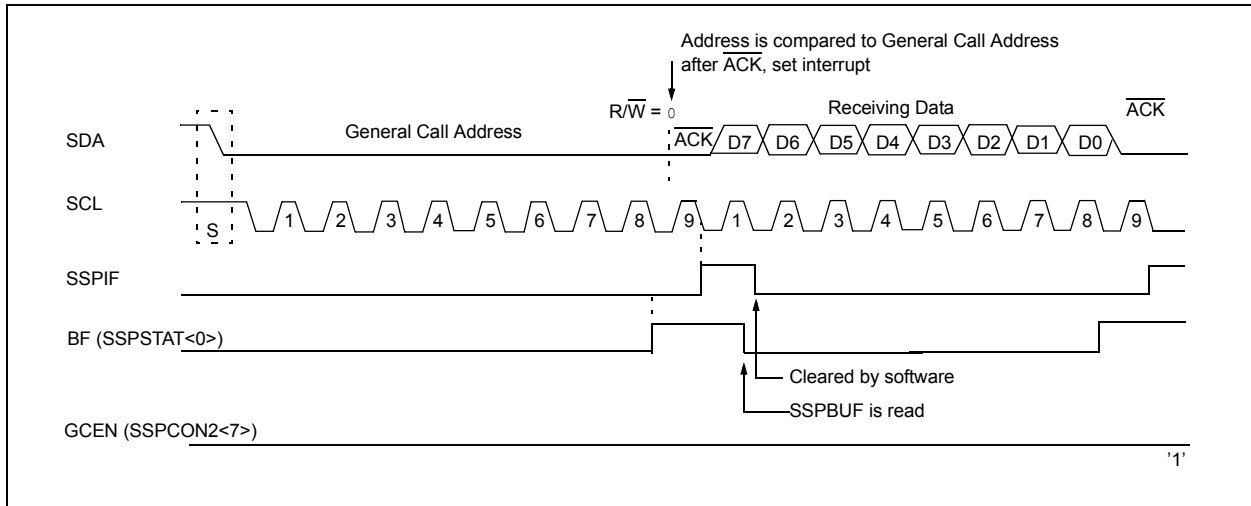 Address is compared to General Call Address
after ACK, set interrupt
R/W = 0
Receiving Data
ACK
SDA
General Call Address
ACK
D7 D6 D5 D4 D3 D2 D1 D0
SCL
S
1 2 3 4 5 6 7 8 9 1 2 3 4 5 6 7 8 9
SSPIF
BF (SSPSTAT<0>)
Cleared by software
SSPBUF is read
GCEN (SSPCON2<7>)
'1'